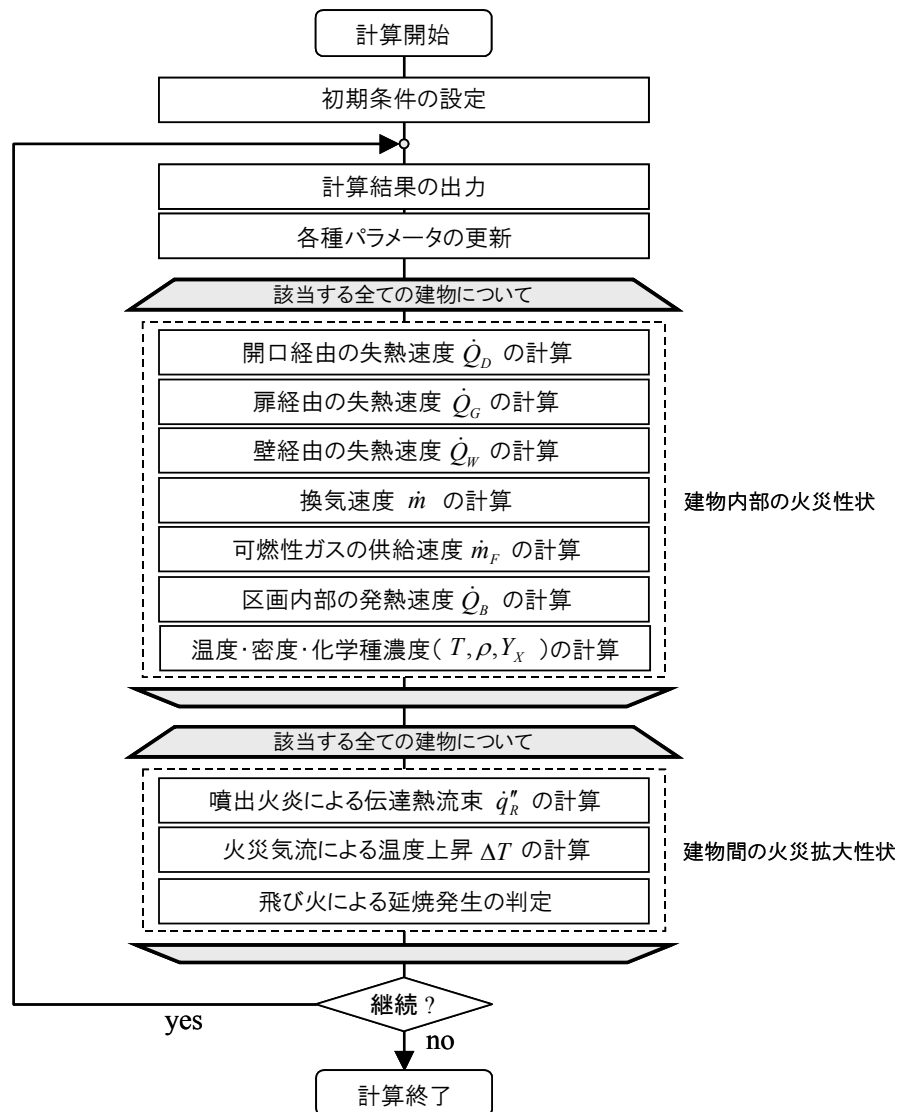 計算開始
初期条件の設定
計算結果の出力
各種パラメータの更新
該当する全ての建物について
開口経由の失熱速度 Q̇_D の計算
扉経由の失熱速度 Q̇_G の計算
壁経由の失熱速度 Q̇_W の計算
換気速度 ṁ の計算
建物内部の火災性状
可燃性ガスの供給速度 ṁ_F の計算
区画内部の発熱速度 Q̇_B の計算
温度・密度・化学種濃度( T, ρ, Y_X )の計算
該当する全ての建物について
噴出火炎による伝達熱流束 q̇″_R の計算
火災気流による温度上昇 ΔT の計算
建物間の火災拡大性状
飛び火による延焼発生の判定
継続?
yes
no
計算終了